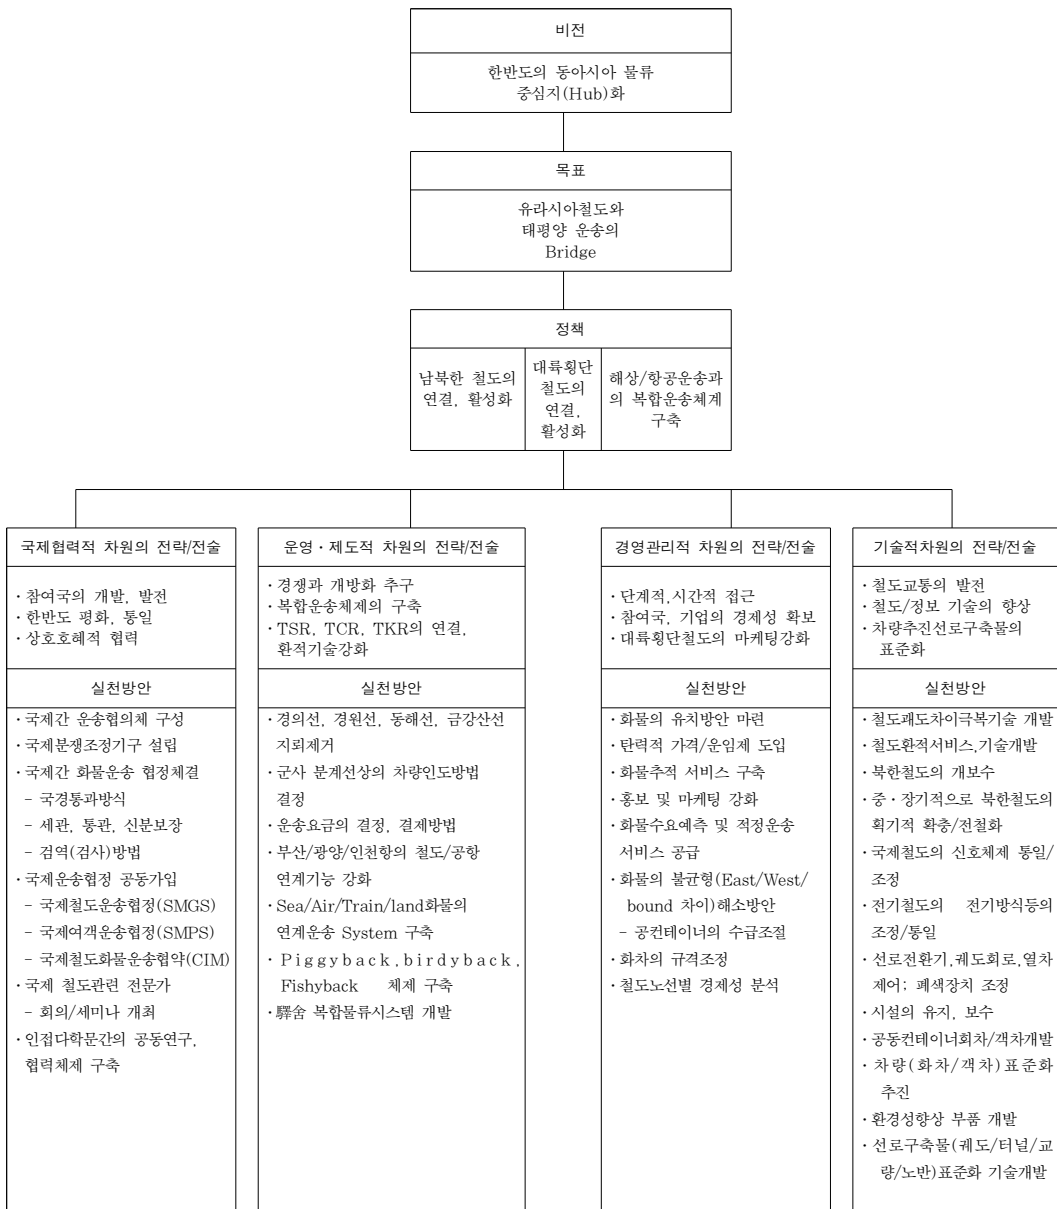 비전
한반도의 동아시아 물류
중심지(Hub)화
목표
유라시아철도와
태평양 운송의
Bridge
정책
남북한 철도의
연결, 활성화
대륙횡단
철도의
연결,
활성화
해상/항공운송과
의 복합운송체계
구축
국제협력적 차원의 전략/전술
· 참여국의 개발, 발전
· 한반도 평화, 통일
· 상호호혜적 협력
실천방안
· 국제간 운송협의체 구성
· 국제분쟁조정기구 설립
· 국제간 화물운송 협정체결
- 국경통과방식
- 세관, 통관, 신분보장
- 검역(검사)방법
· 국제운송협정 공동가입
- 국제철도운송협정(SMGS)
- 국제여객운송협정(SMPS)
- 국제철도화물운송협약(CIM)
· 국제 철도관련 전문가
- 회의/세미나 개최
· 인접다학문간의 공동연구,
협력체제 구축
운영·제도적 차원의 전략/전술
· 경쟁과 개방화 추구
· 복합운송체제의 구축
· TSR, TCR, TKR의 연결,
환적기술강화
실천방안
· 경의선, 경원선, 동해선, 금강산선
지뢰제거
· 군사 분계선상의 차량인도방법
결정
· 운송요금의 결정, 결제방법
· 부산/광양/인천항의 철도/공항
연계기능 강화
· Sea/Air/Train/land화물의
연계운송 System 구축
· Piggyback,birdyback,
Fishyback 체제 구축
· 驛舍 복합물류시스템 개발
경영관리적 차원의 전략/전술
· 단계적,시간적 접근
· 참여국, 기업의 경제성 확보
· 대륙횡단철도의 마케팅강화
실천방안
· 화물의 유치방안 마련
· 탄력적 가격/운임제 도입
· 화물추적 서비스 구축
· 홍보 및 마케팅 강화
· 화물수요예측 및 적정운송
서비스 공급
· 화물의 불균형(East/West/
bound 차이)해소방안
- 공컨테이너의 수급조절
· 화차의 규격조정
· 철도노선별 경제성 분석
기술적차원의 전략/전술
· 철도교통의 발전
· 철도/정보 기술의 향상
· 차량추진선로구축물의
표준화
실천방안
· 철도괘도차이극복기술 개발
· 철도환적서비스,기술개발
· 북한철도의 개보수
· 중·장기적으로 북한철도의
획기적 확충/전철화
· 국제철도의 신호체제 통일/
조정
· 전기철도의 전기방식등의
조정/통일
· 선로전환기,궤도회로,열차
제어; 폐색장치 조정
· 시설의 유지, 보수
· 공동컨테이너회차/객차개발
· 차량(화차/객차)표준화
추진
· 환경성향상 부품 개발
· 선로구축물(궤도/터널/교
량/노반)표준화 기술개발